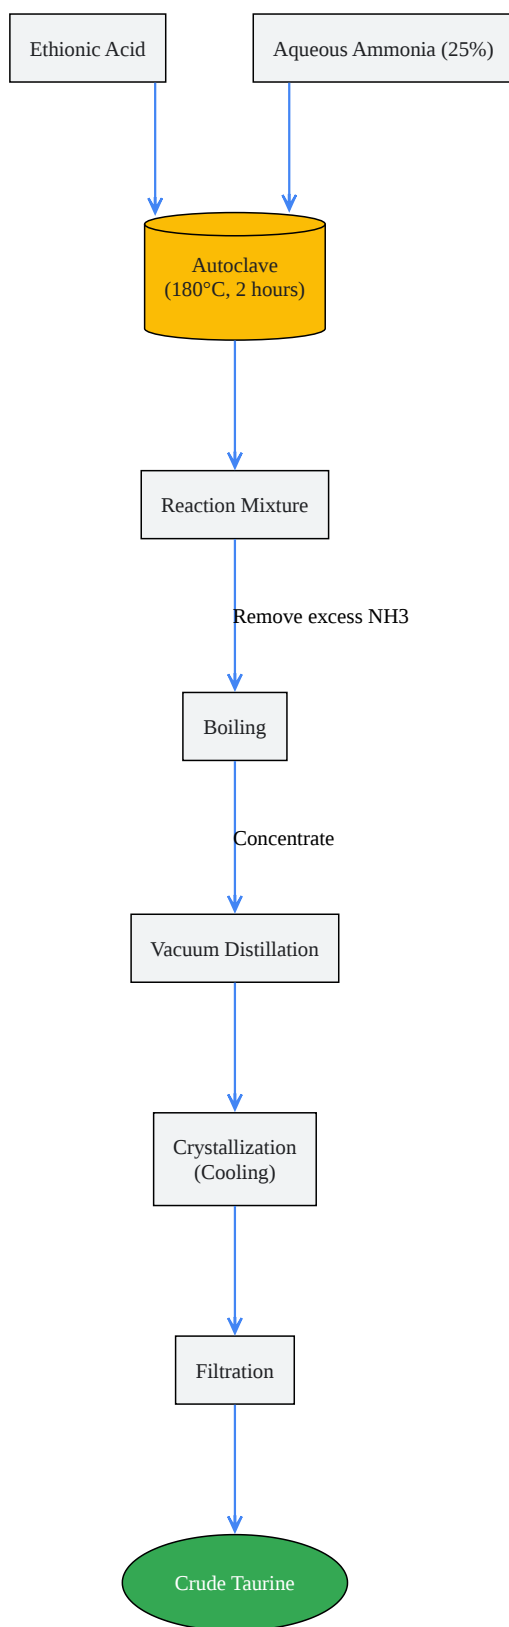 Ethionic Acid
Aqueous Ammonia (25%)
Autoclave
(180°C, 2 hours)
Reaction Mixture
Remove excess NH3
Boiling
Concentrate
Vacuum Distillation
Crystallization
(Cooling)
Filtration
Crude Taurine